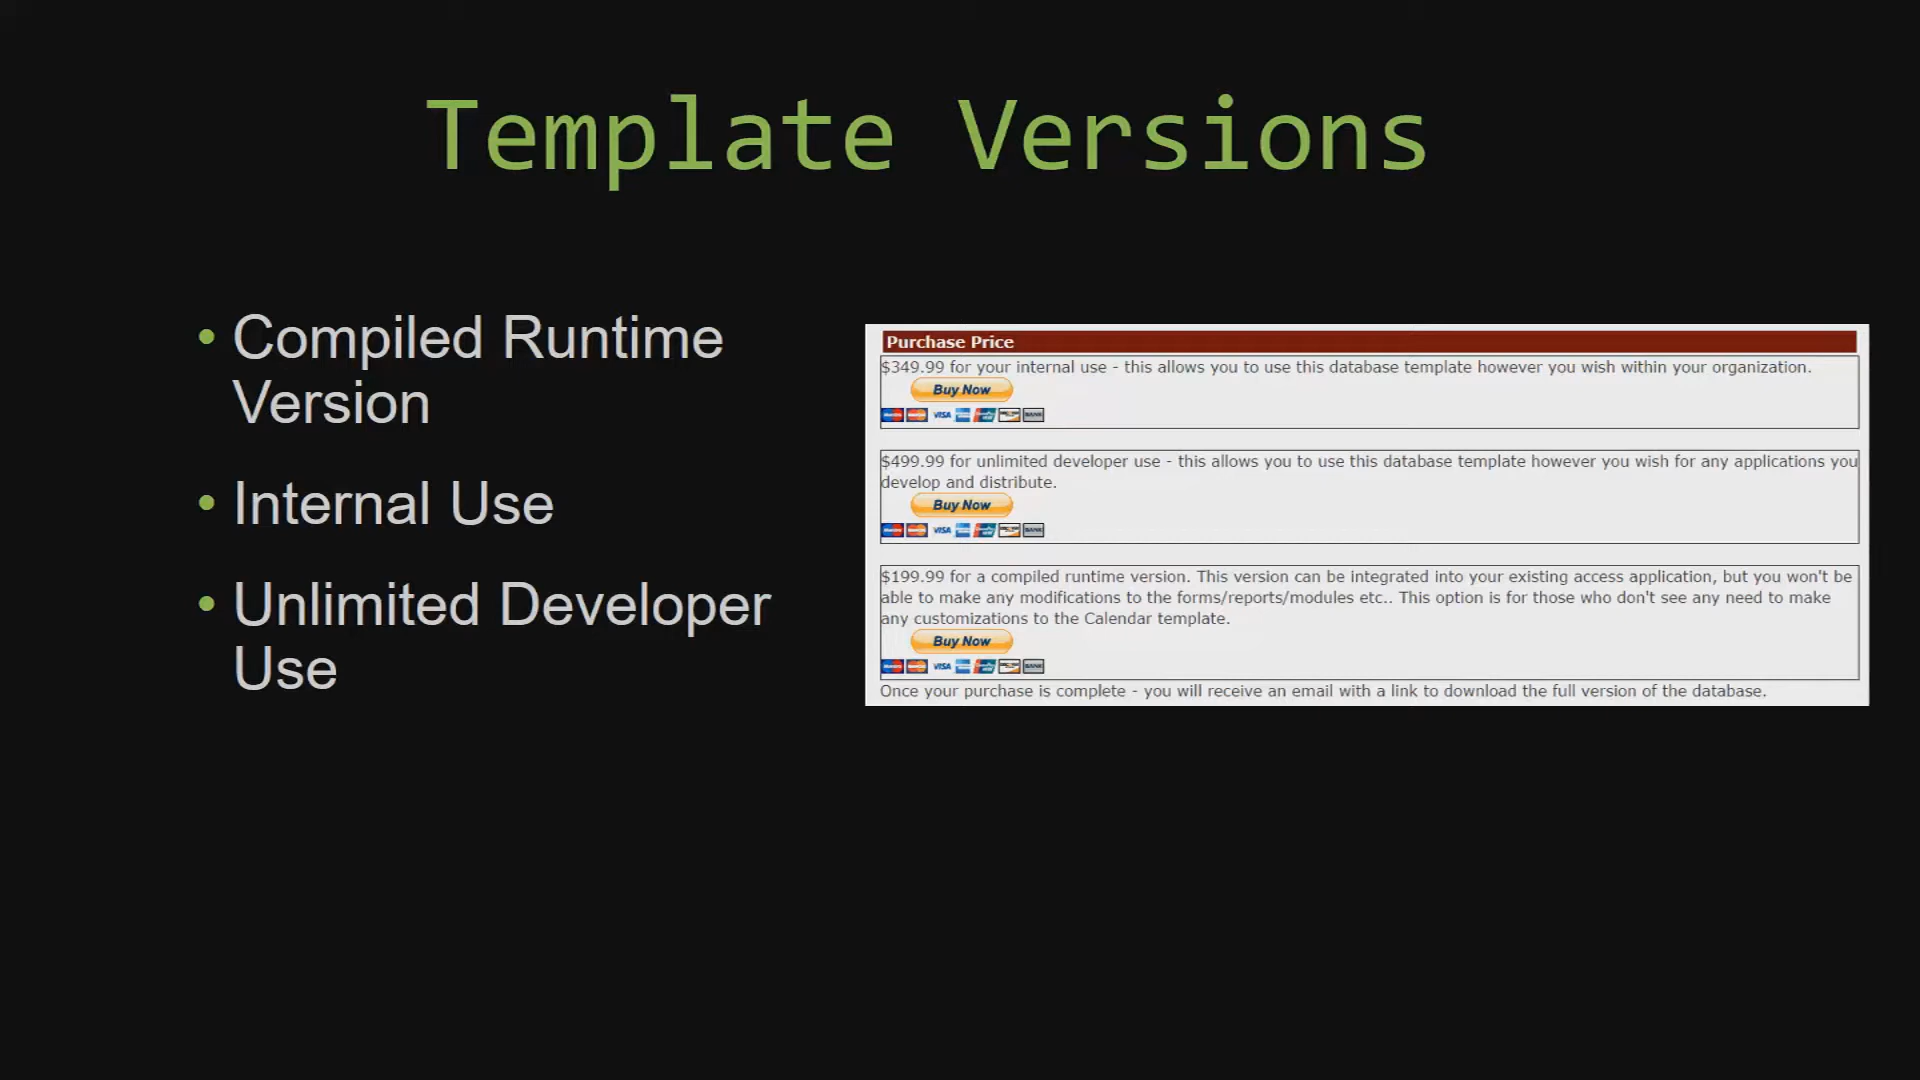 Template Versions
• Compiled Runtime
Version
• Internal Use
• Unlimited Developer
Use
Purchase Price
$349.99 for your internal use - this allows you to use this database template however you wish within your organization.
Buy Now
VISA
$499.99 for unlimited developer use - this allows you to use this database template however you wish for any applications you
develop and distribute.
Buy Now
VISA
$199.99 for a compiled runtime version. This version can be integrated into your existing access application, but you won't be
able to make any modifications to the forms/reports/modules etc.. This option is for those who don't see any need to make
any customizations to the Calendar template.
Buy Now
VISA
Once your purchase is complete - you will receive an email with a link to download the full version of the database.